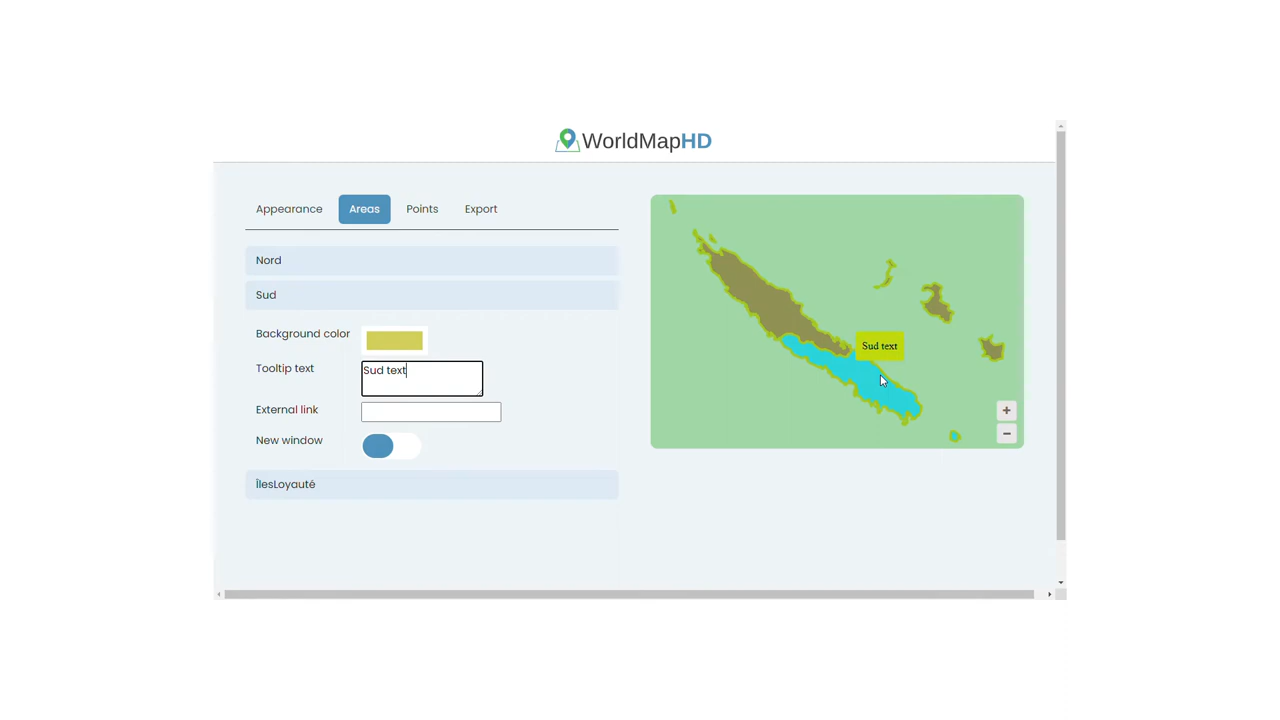 WorldMapHD
Appearance Areas Points Export
Nord
Sud
Background color
Tooltip text Sud text
External link
New window
ÎlesLoyauté
Sud text
+
−